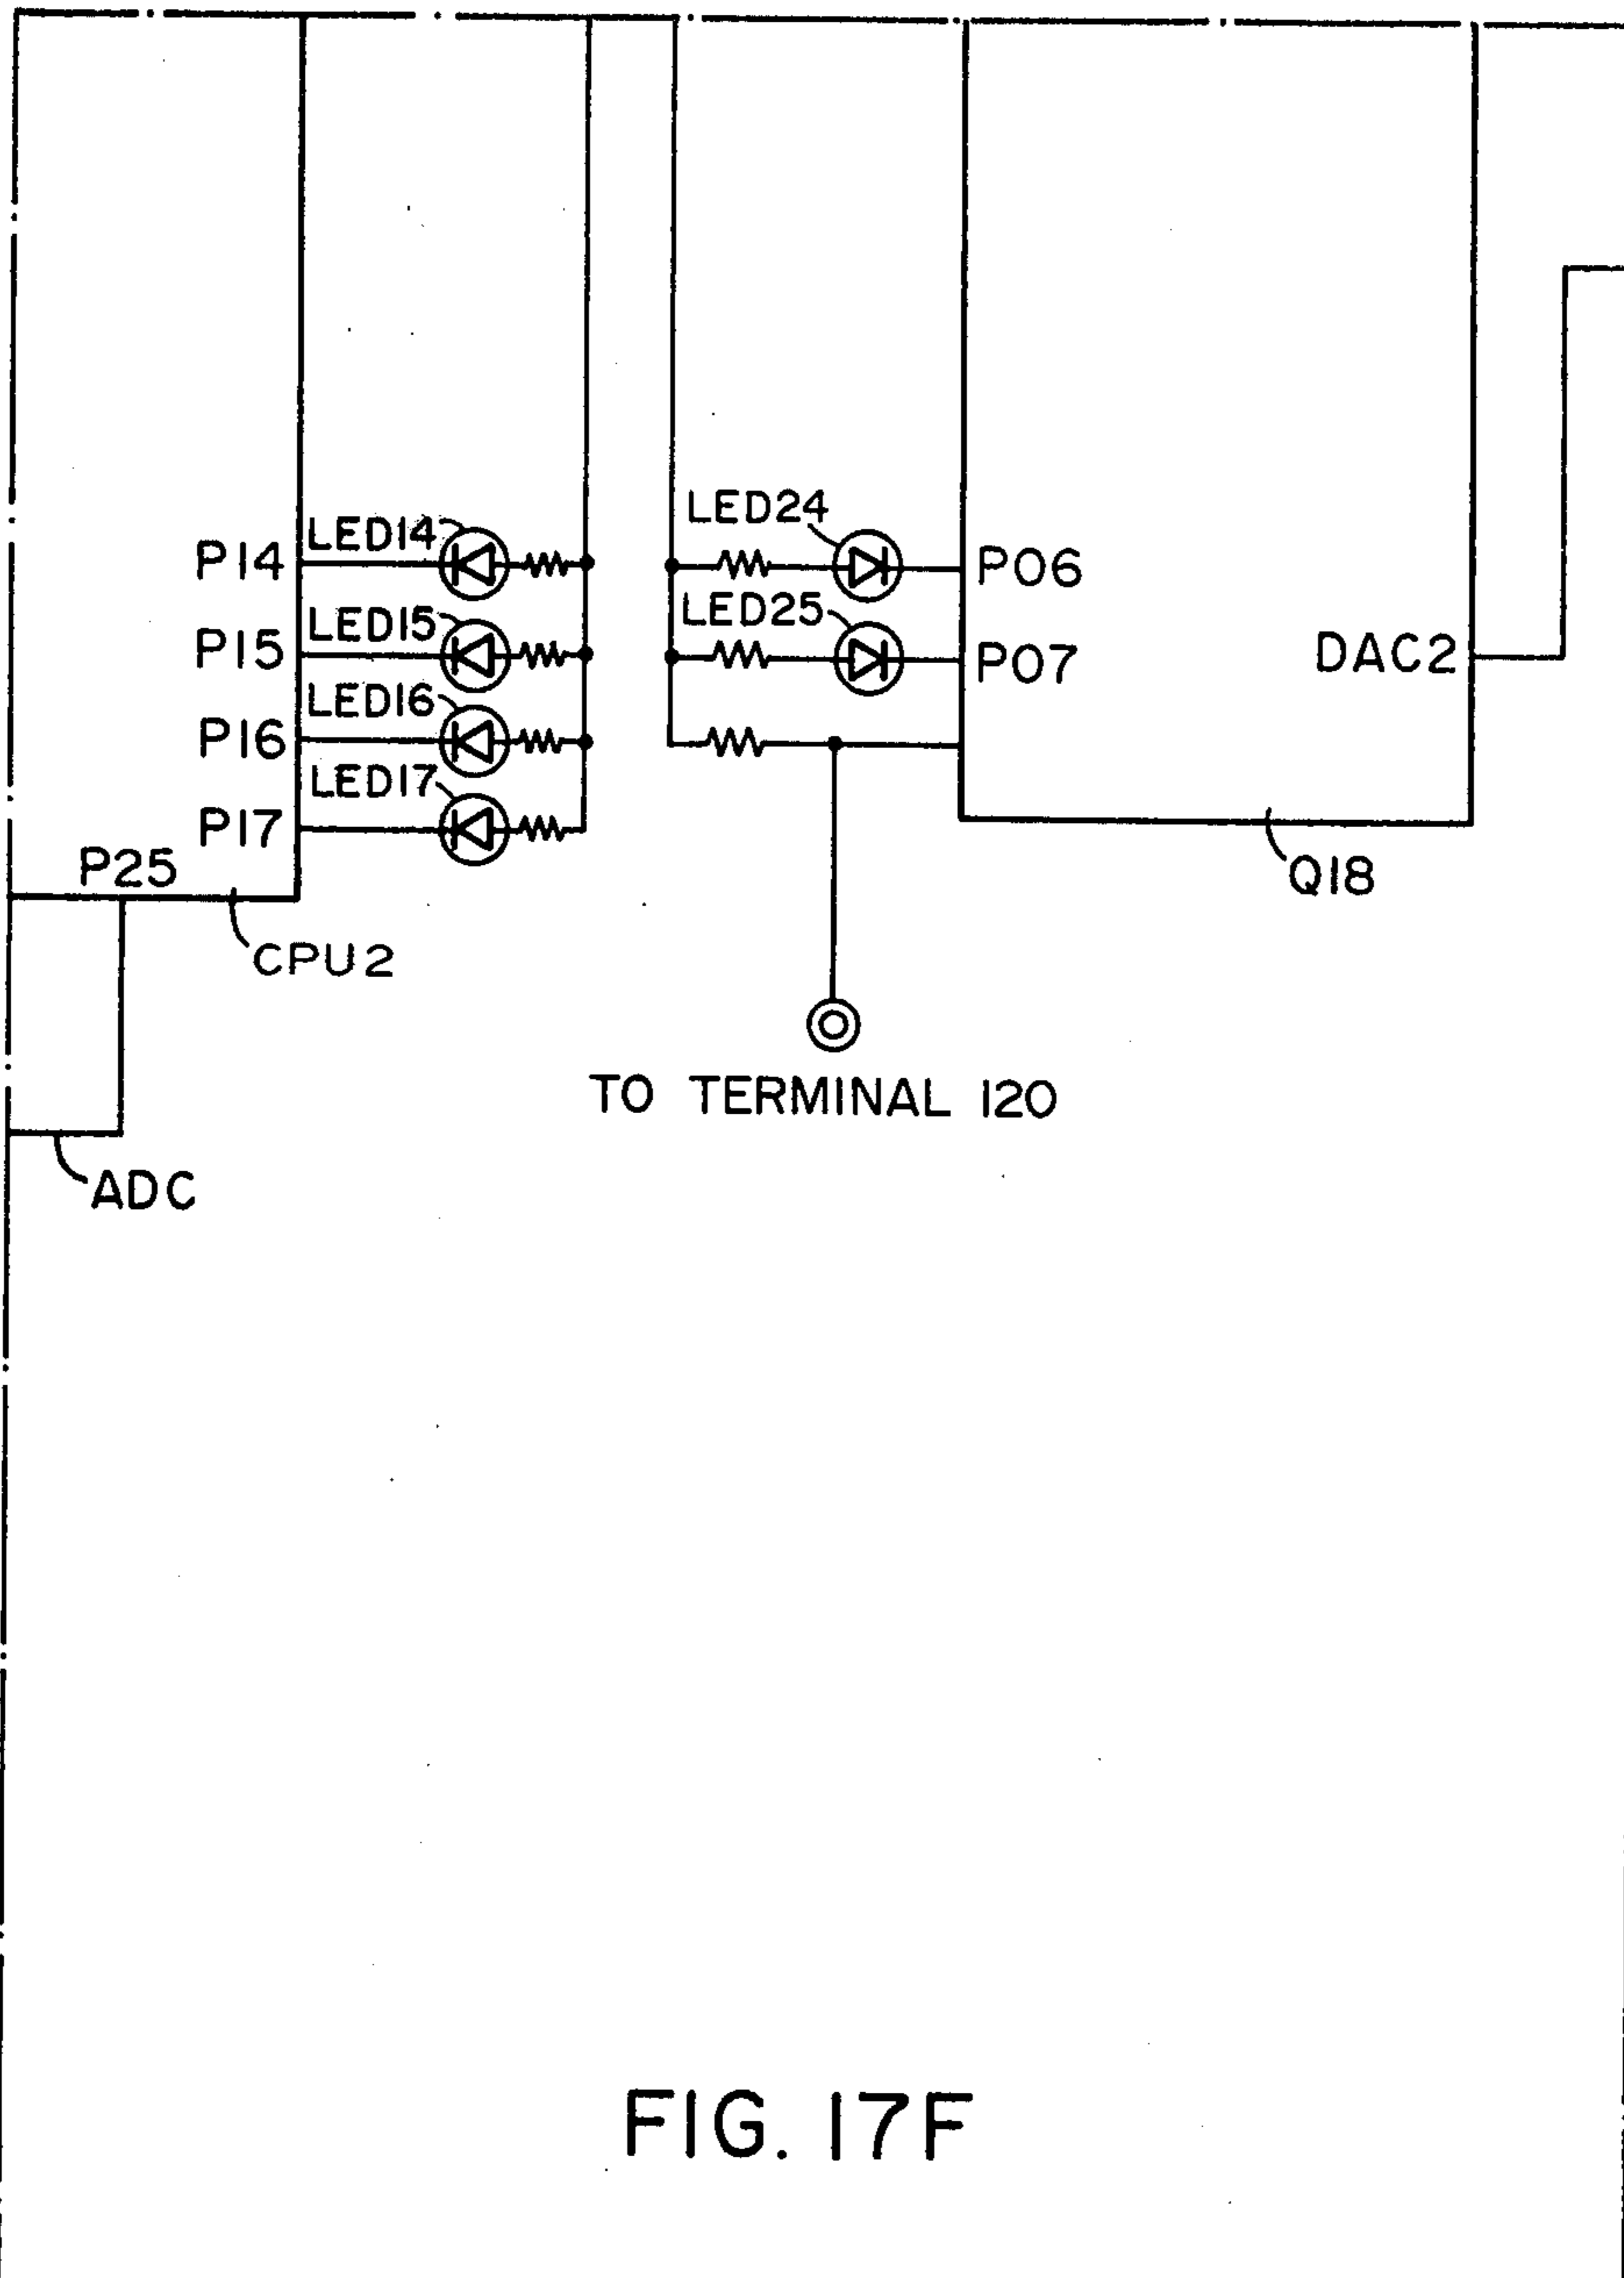 LED14
P14
LED15
P15
LED16
P16
LED17
P17
P25
CPU2
ADC
LED24
P06
LED25
P07
DAC2
Q18
TO TERMINAL 120
FIG. 17F